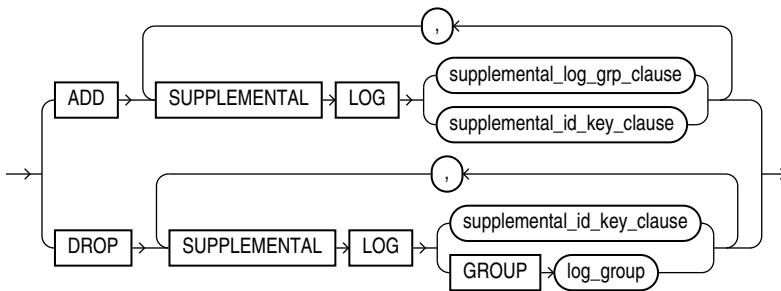 ,
supplemental_log_grp_clause
ADD SUPPLEMENTAL LOG
supplemental_id_key_clause
,
supplemental_id_key_clause
DROP SUPPLEMENTAL LOG
GROUP log_group